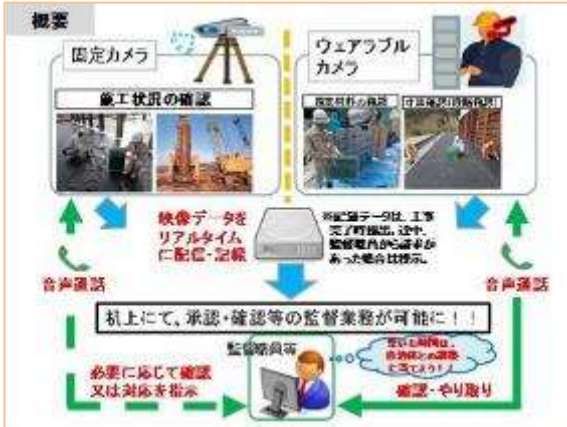 概要
固定カメラ
ウェアラブル
カメラ
施工状況の確認
映像データを
リアルタイム
に配信・記録
※記録データは、工事
完了時提出。途中、
監督職員から請求が
あった場合は提示。
音声通話
音声通話
机上にて、承認・確認等の監督業務が可能に！！
監督職員等
必要に応じて確認
又は対応を指示
確認・やり取り